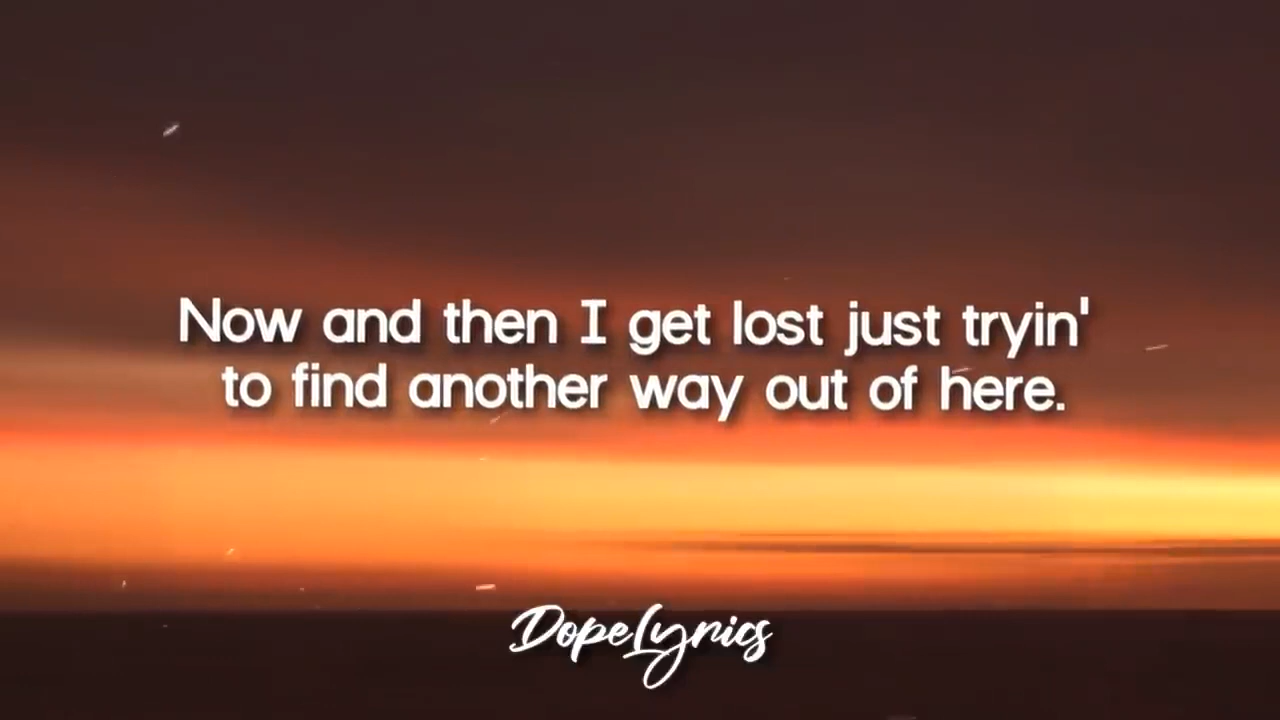 Now and then I get lost just tryin'
to find another way out of here.
DopeLyrics